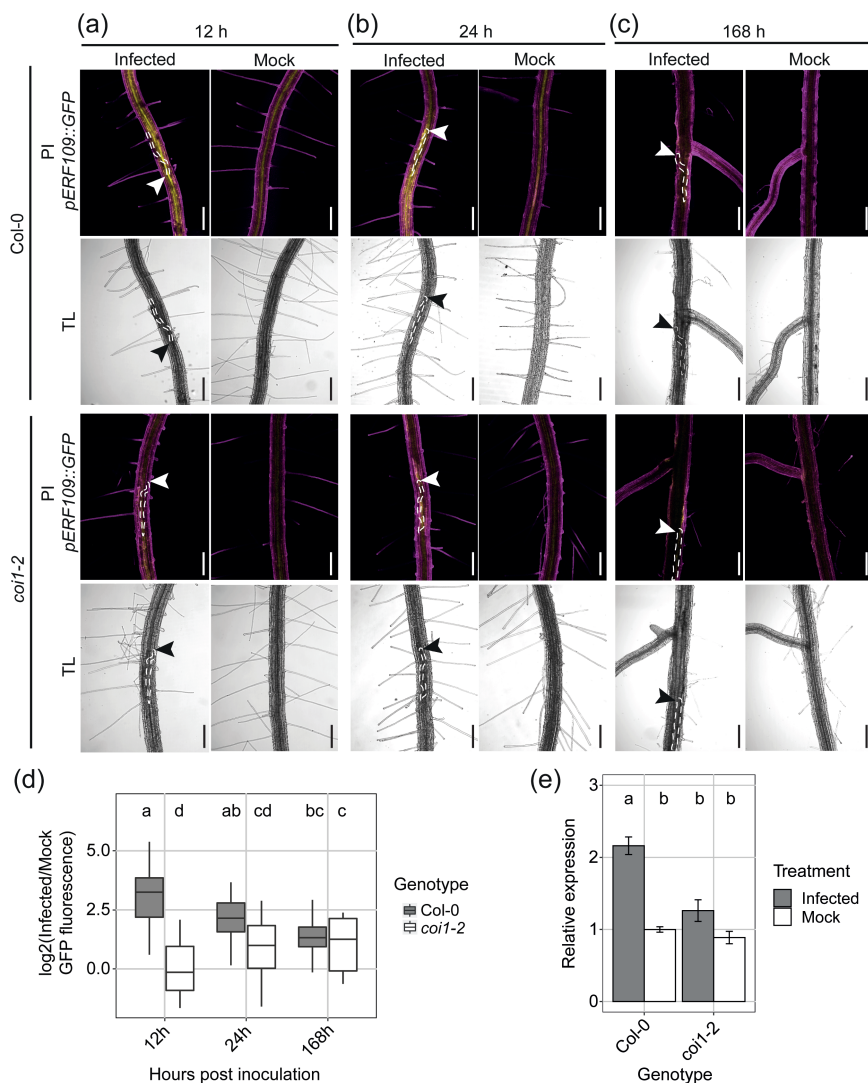 (a) (b) (c)
12 h 24 h 168 h
Infected Mock Infected Mock Infected Mock
Col-0
PI
pERF109::GFP
TL
coi1-2
PI
pERF109::GFP
TL
(d)
log2(Infected/Mock
GFP fluorescence)
5.0
2.5
0.0
a d ab cd bc c
12h 24h 168h
Hours post inoculation
Genotype
Col-0
coi1-2
(e)
Relative expression
3
2
1
0
a b b b
Col-0 coi1-2
Genotype
Treatment
Infected
Mock